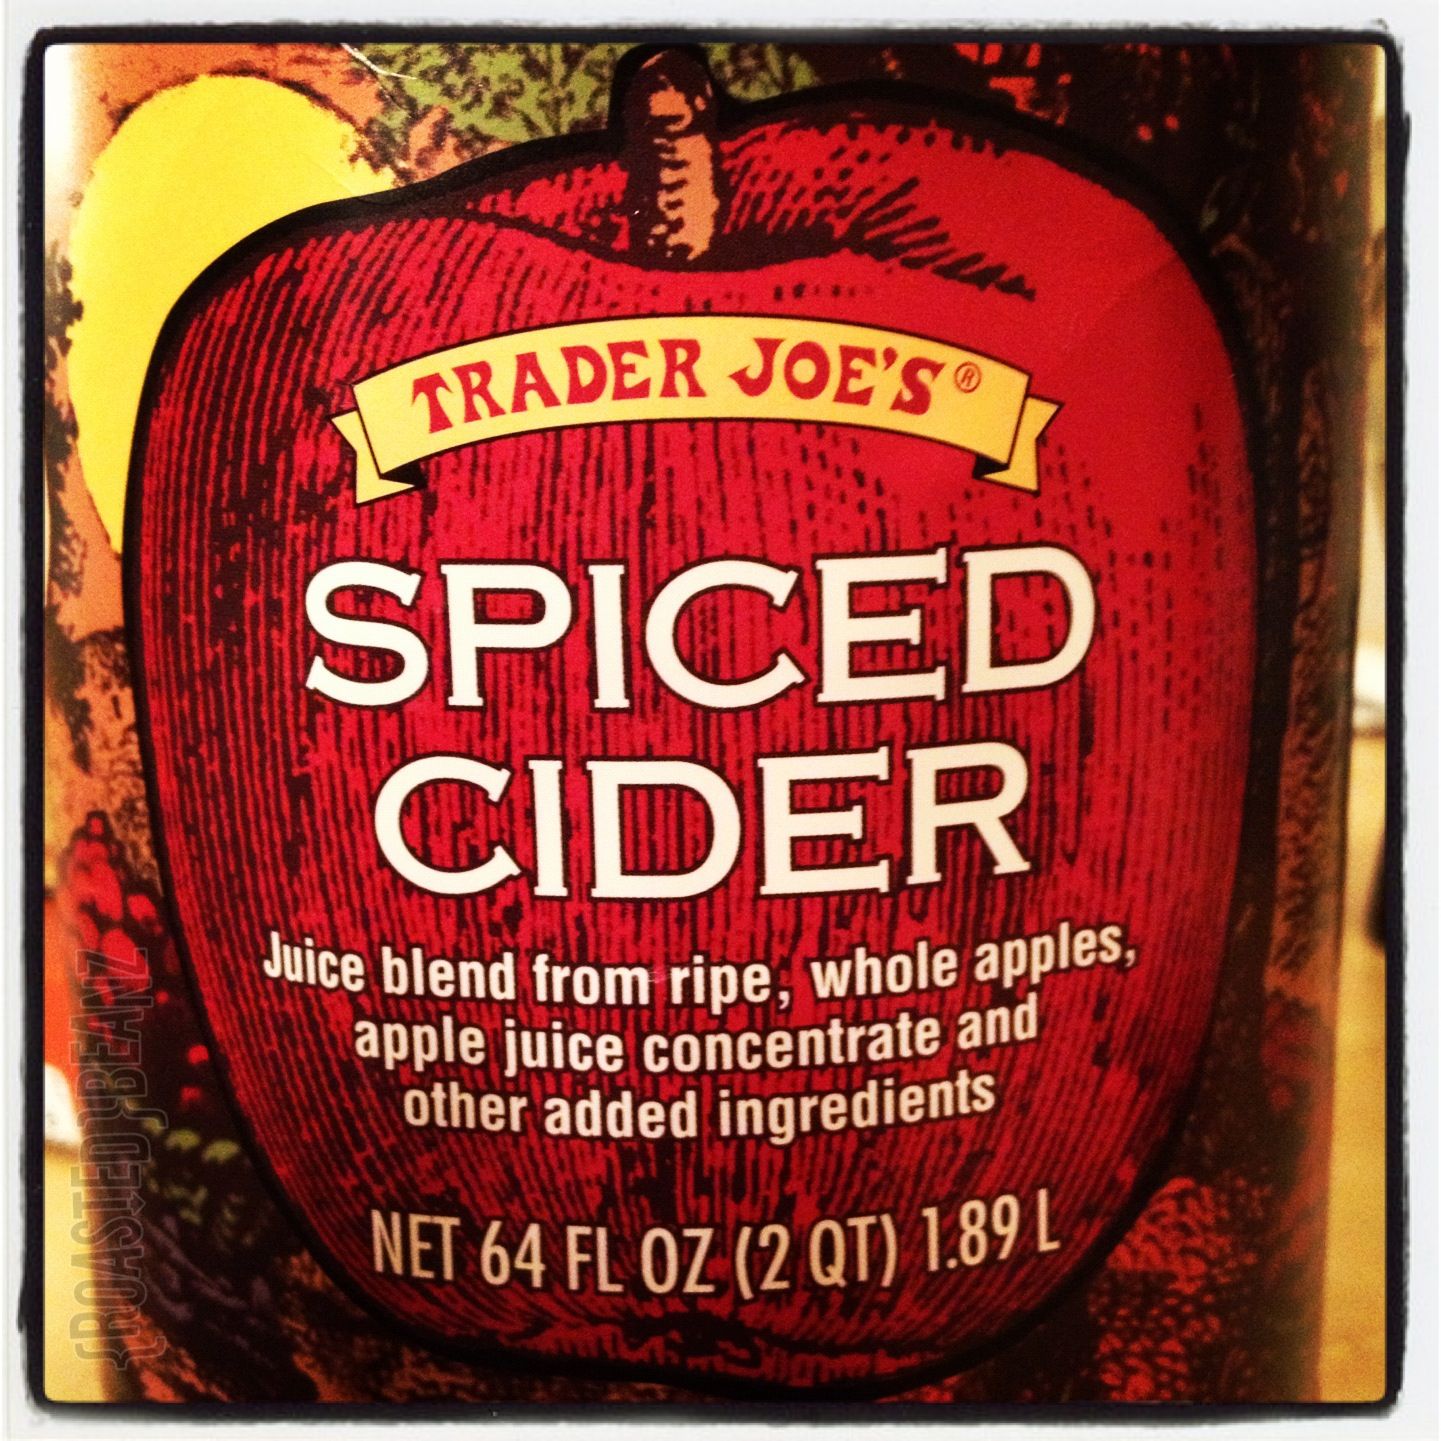 TRADER JOE'S®
SPICED
CIDER
Juice blend from ripe, whole apples,
apple juice concentrate and
other added ingredients
NET 64 FL OZ (2 QT) 1.89 L
{ROASTED}BEANZ